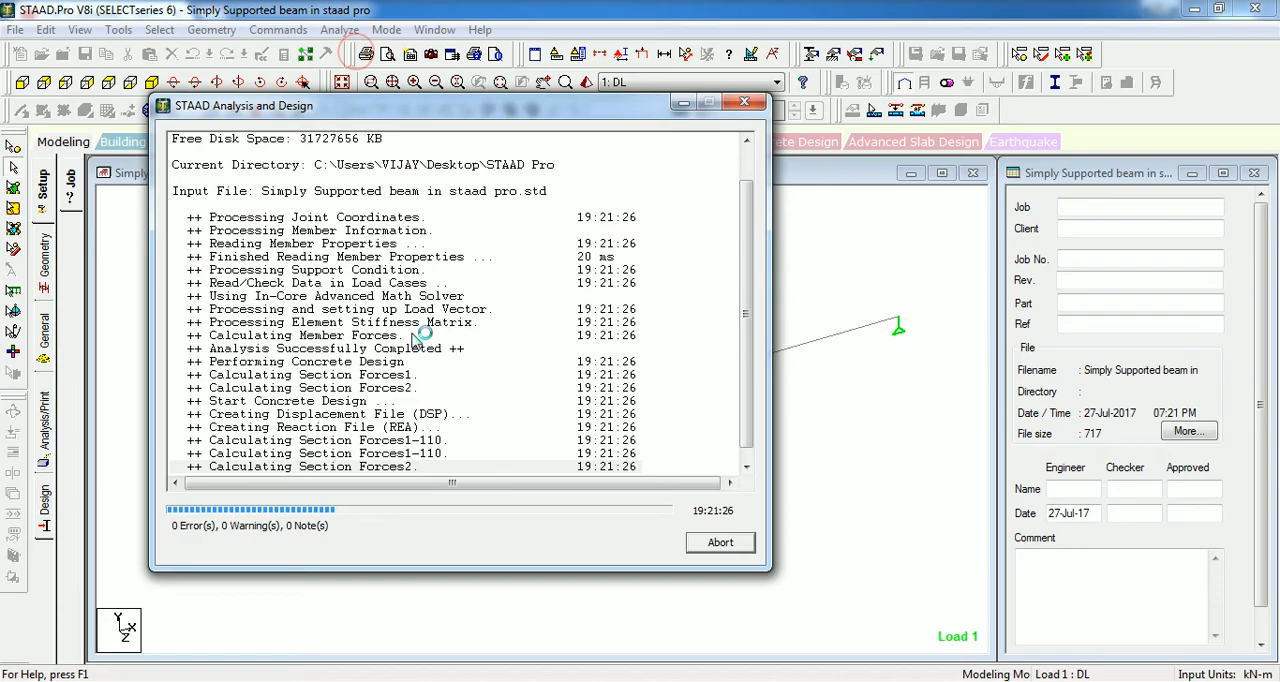 STAAD.Pro V8i (SELECTseries 6) - Simply Supported beam in staad pro
File Edit View Tools Select Geometry Commands Analyze Mode Window Help
1: DL
STAAD Analysis and Design
Modeling Building
crete Design Advanced Slab Design Earthquake
Setup
Job
Geometry
General
Analysis/Print
Design
Simply
Free Disk Space: 31727656 KB
Current Directory: C:\Users\VIJAY\Desktop\STAAD Pro
Input File: Simply Supported beam in staad pro.std
++ Processing Joint Coordinates. 19:21:26
++ Processing Member Information. 19:21:26
++ Reading Member Properties ... 19:21:26
++ Finished Reading Member Properties ... 20 ms
++ Processing Support Condition. 19:21:26
++ Read/Check Data in Load Cases .. 19:21:26
++ Using In-Core Advanced Math Solver
++ Processing and setting up Load Vector. 19:21:26
++ Processing Element Stiffness Matrix. 19:21:26
++ Calculating Member Forces. 19:21:26
++ Analysis Successfully Completed ++
++ Performing Concrete Design 19:21:26
++ Calculating Section Forces1. 19:21:26
++ Calculating Section Forces2. 19:21:26
++ Start Concrete Design ... 19:21:26
++ Creating Displacement File (DSP)... 19:21:26
++ Creating Reaction File (REA)... 19:21:26
++ Calculating Section Forces1-110. 19:21:26
++ Calculating Section Forces1-110. 19:21:26
++ Calculating Section Forces2. 19:21:26
19:21:26
0 Error(s), 0 Warning(s), 0 Note(s)
Abort
Y
X
Z
Load 1
Simply Supported beam in s...
Job
Client
Job No.
Rev.
Part
Ref
File
Filename : Simply Supported beam in
Directory :
Date / Time : 27-Jul-2017 07:21 PM
File size : 717
More...
Engineer Checker Approved
Name
Date 27-Jul-17
Comment
For Help, press F1
Modeling Mo Load 1 : DL Input Units: kN-m